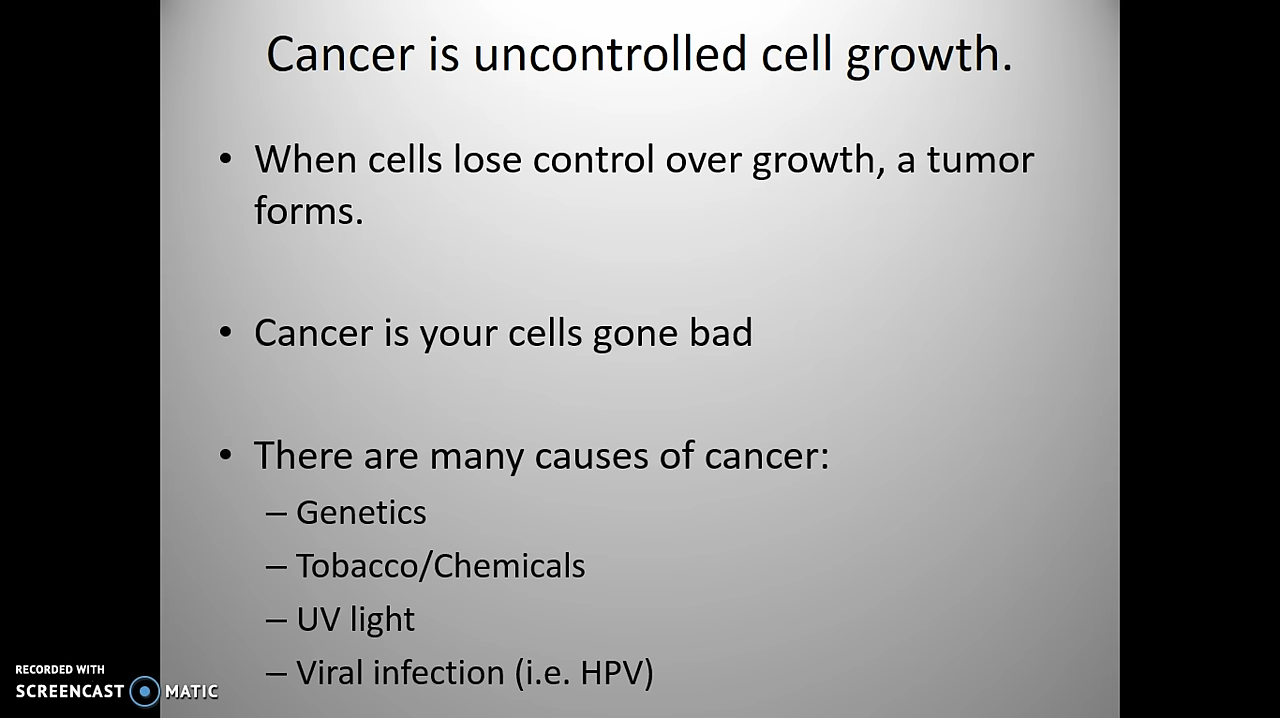 Cancer is uncontrolled cell growth.
• When cells lose control over growth, a tumor
forms.
• Cancer is your cells gone bad
• There are many causes of cancer:
– Genetics
– Tobacco/Chemicals
– UV light
– Viral infection (i.e. HPV)
RECORDED WITH
SCREENCAST MATIC